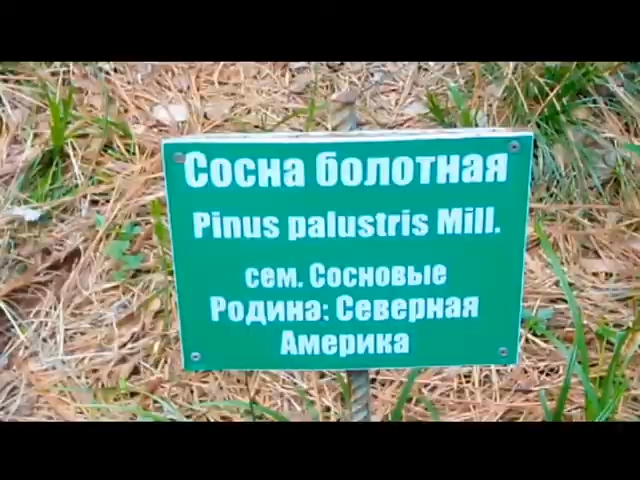 Сосна болотная
Pinus palustris Mill.
сем. Сосновые
Родина: Северная
Америка